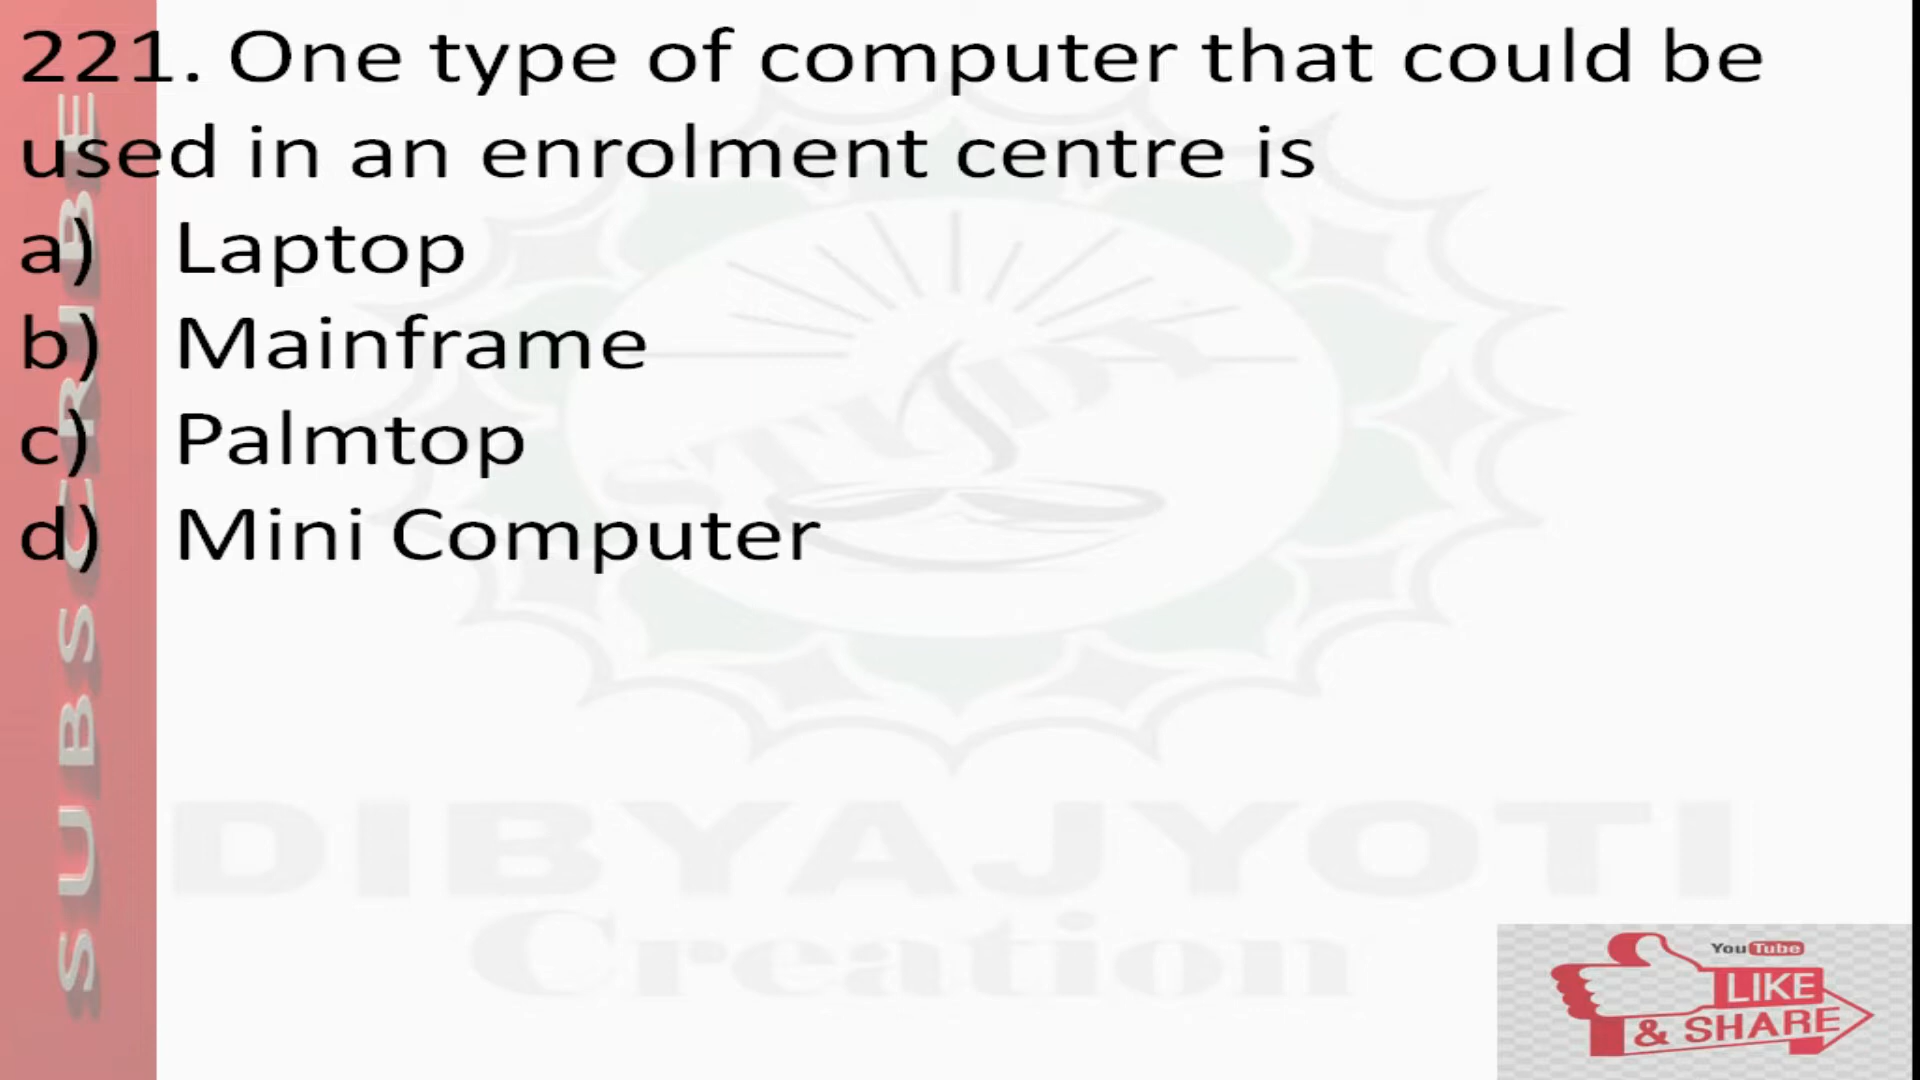 221. One type of computer that could be
used in an enrolment centre is
a) Laptop
b) Mainframe
c) Palmtop
d) Mini Computer
SUBSCRIBE
STUDY
DIBYAJYOTI
Creation
YouTube
LIKE
& SHARE